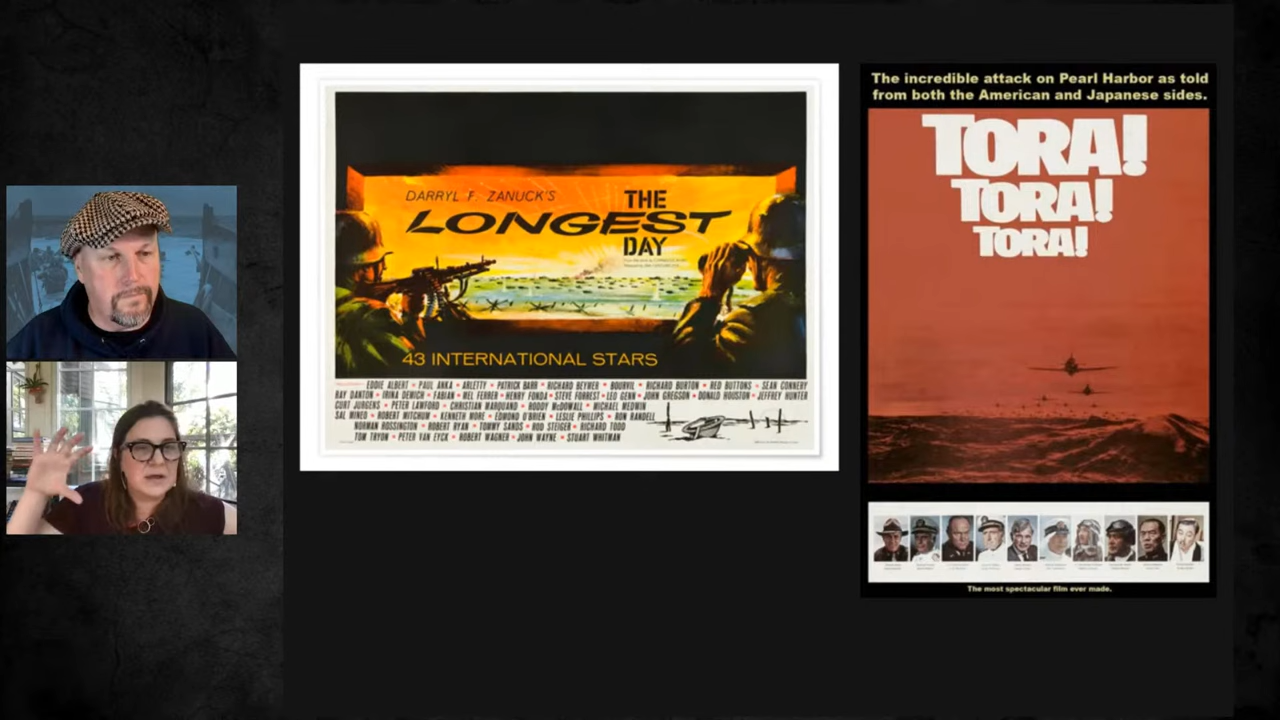 DARRYL F. ZANUCK'S
THE
LONGEST
DAY
43 INTERNATIONAL STARS
EDDIE ALBERT • PAUL ANKA • ARLETTY • PATRICK BARR • RICHARD BEYMER • BOURVIL • RICHARD BURTON • RED BUTTONS • SEAN CONNERY
RAY DANTON • IRINA DEMICH • FABIAN • MEL FERRER • HENRY FONDA • STEVE FORREST • LEO GENN • JOHN GREGSON • DONALD HOUSTON • JEFFREY HUNTER
CURT JURGENS • PETER LAWFORD • CHRISTIAN MARQUAND • RODDY McDOWALL • MICHAEL MEDWIN
SAL MINEO • ROBERT MITCHUM • KENNETH MORE • EDMOND O'BRIEN • LESLIE PHILLIPS • RON RANDELL
NORMAN ROSSINGTON • ROBERT RYAN • TOMMY SANDS • ROD STEIGER • RICHARD TODD
TOM TRYON • PETER VAN EYCK • ROBERT WAGNER • JOHN WAYNE • STUART WHITMAN
The incredible attack on Pearl Harbor as told
from both the American and Japanese sides.
TORA!
TORA!
TORA!
The most spectacular film ever made.